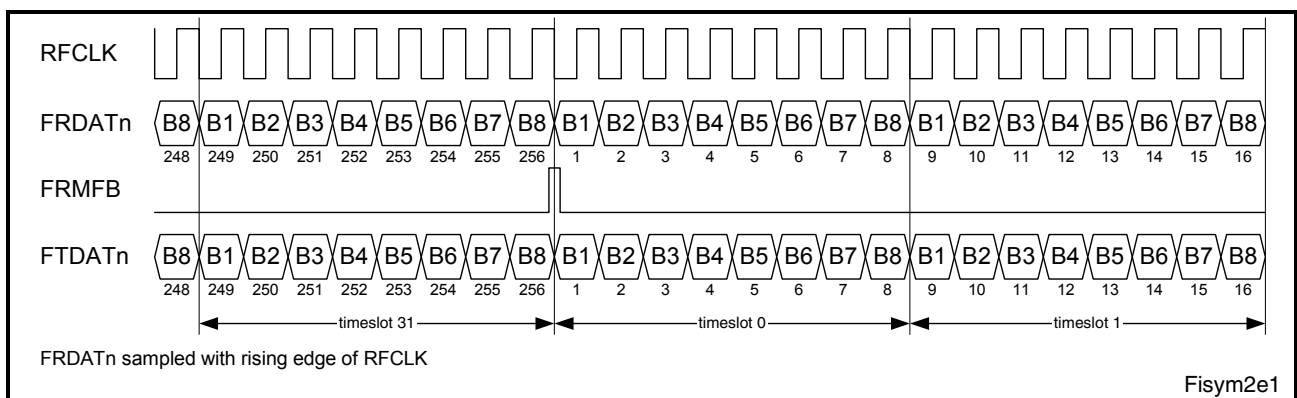 RFCLK
FRDATn B8 B1 B2 B3 B4 B5 B6 B7 B8 B1 B2 B3 B4 B5 B6 B7 B8 B1 B2 B3 B4 B5 B6 B7 B8
248 249 250 251 252 253 254 255 256 1 2 3 4 5 6 7 8 9 10 11 12 13 14 15 16
FRMFB
FTDATn B8 B1 B2 B3 B4 B5 B6 B7 B8 B1 B2 B3 B4 B5 B6 B7 B8 B1 B2 B3 B4 B5 B6 B7 B8
248 249 250 251 252 253 254 255 256 1 2 3 4 5 6 7 8 9 10 11 12 13 14 15 16
timeslot 31 timeslot 0 timeslot 1
FRDATn sampled with rising edge of RFCLK
Fisym2e1